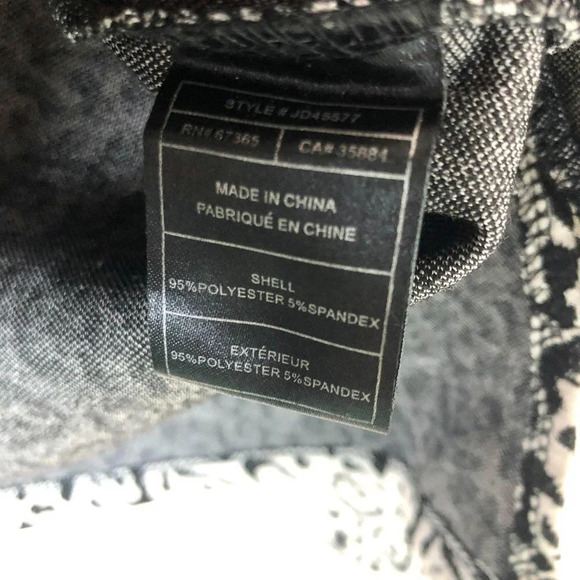 STYLE # JD45577
RN# 67365
CA# 35884
MADE IN CHINA
FABRIQUÉ EN CHINE
SHELL
95%POLYESTER 5%SPANDEX
EXTÉRIEUR
95%POLYESTER 5%SPANDEX